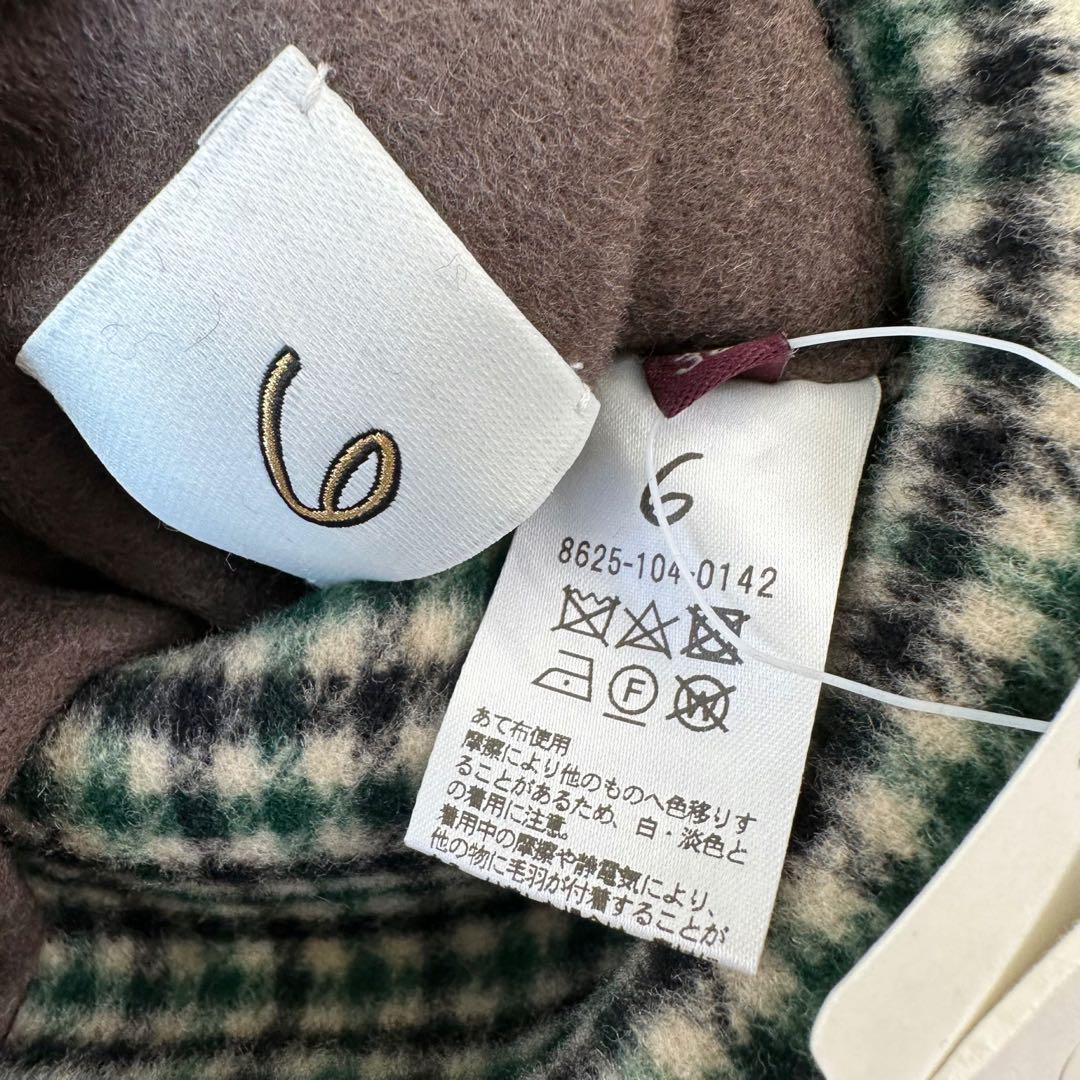 6
6
8625-104-0142
F
W
あて布使用
摩擦により他のものへ色移りす
ることがあるため、白・淡色と
の着用に注意。
着用中の摩擦や静電気により、
他の物に毛羽が付着することが